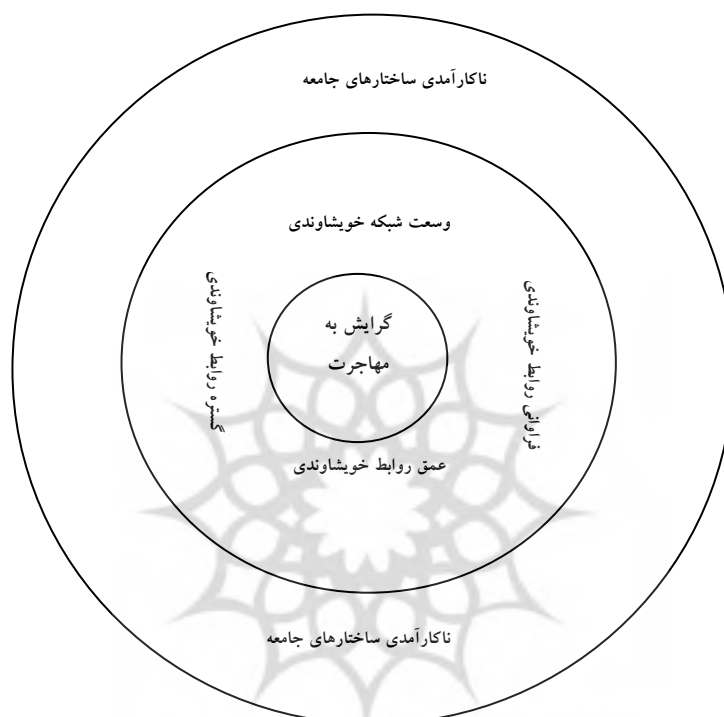 ناکارآمدی ساختارهای جامعه
وسعت شبکه خویشاوندی
فراوانی روابط خویشاوندی
گستره روابط خویشاوندی
گرایش به
مهاجرت
عمق روابط خویشاوندی
ناکارآمدی ساختارهای جامعه